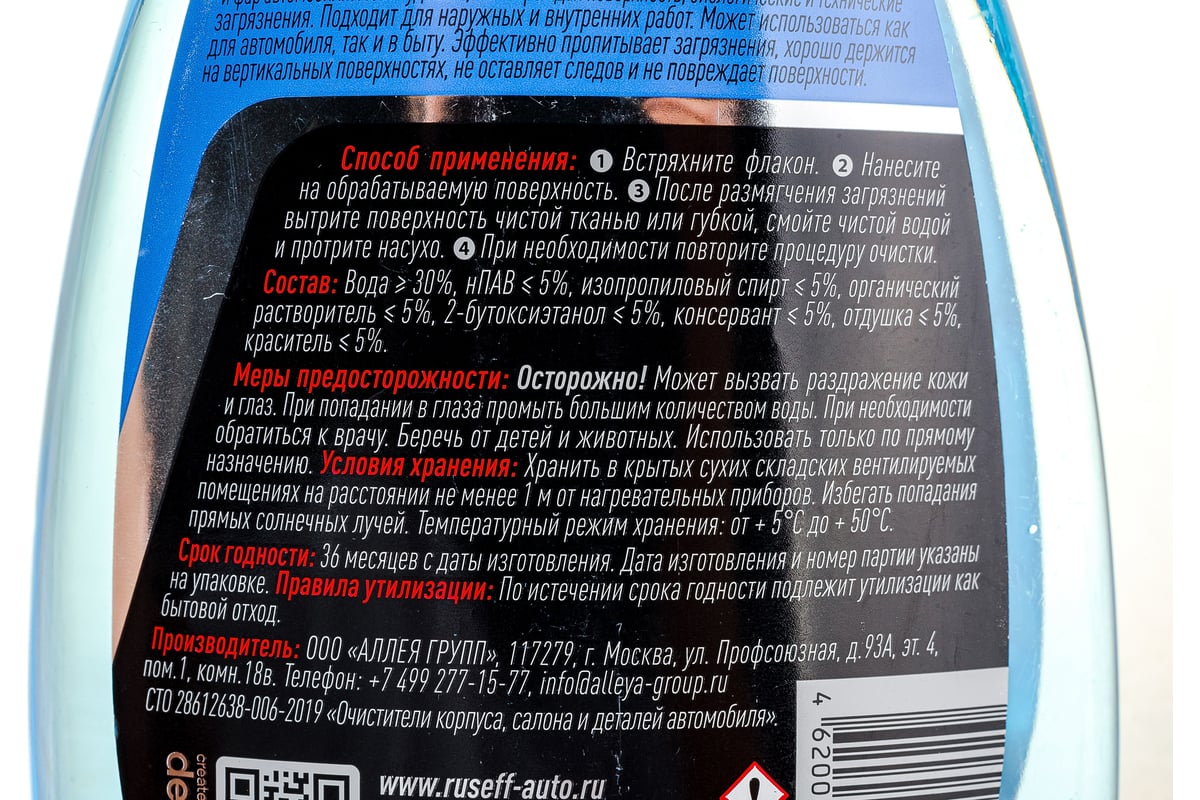 загрязнения. Подходит для наружных и внутренних работ. Может использоваться как
для автомобиля, так и в быту. Эффективно пропитывает загрязнения, хорошо держится
на вертикальных поверхностях, не оставляет следов и не повреждает поверхности.
Способ применения: 1 Встряхните флакон. 2 Нанесите
на обрабатываемую поверхность. 3 После размягчения загрязнений
вытрите поверхность чистой тканью или губкой, смойте чистой водой
и протрите насухо. 4 При необходимости повторите процедуру очистки.
Состав: Вода ≥ 30%, нПАВ < 5%, изопропиловый спирт < 5%, органический
растворитель < 5%, 2-бутоксиэтанол < 5%, консервант < 5%, отдушка < 5%,
краситель < 5%.
Меры предосторожности: Осторожно! Может вызвать раздражение кожи
и глаз. При попадании в глаза промыть большим количеством воды. При необходимости
обратиться к врачу. Беречь от детей и животных. Использовать только по прямому
назначению. Условия хранения: Хранить в крытых сухих складских вентилируемых
помещениях на расстоянии не менее 1 м от нагревательных приборов. Избегать попадания
прямых солнечных лучей. Температурный режим хранения: от + 5°С до + 50°С.
Срок годности: 36 месяцев с даты изготовления. Дата изготовления и номер партии указаны
на упаковке. Правила утилизации: По истечении срока годности подлежит утилизации как
бытовой отход.
Производитель: ООО «АЛЛЕЯ ГРУПП», 117279, г. Москва, ул. Профсоюзная, д.93А, эт. 4,
пом.1, комн.18в. Телефон: +7 499 277-15-77, info@alleya-group.ru
СТО 28612638-006-2019 «Очистители корпуса, салона и деталей автомобиля».
4 6200
create
de
www.ruseff-auto.ru